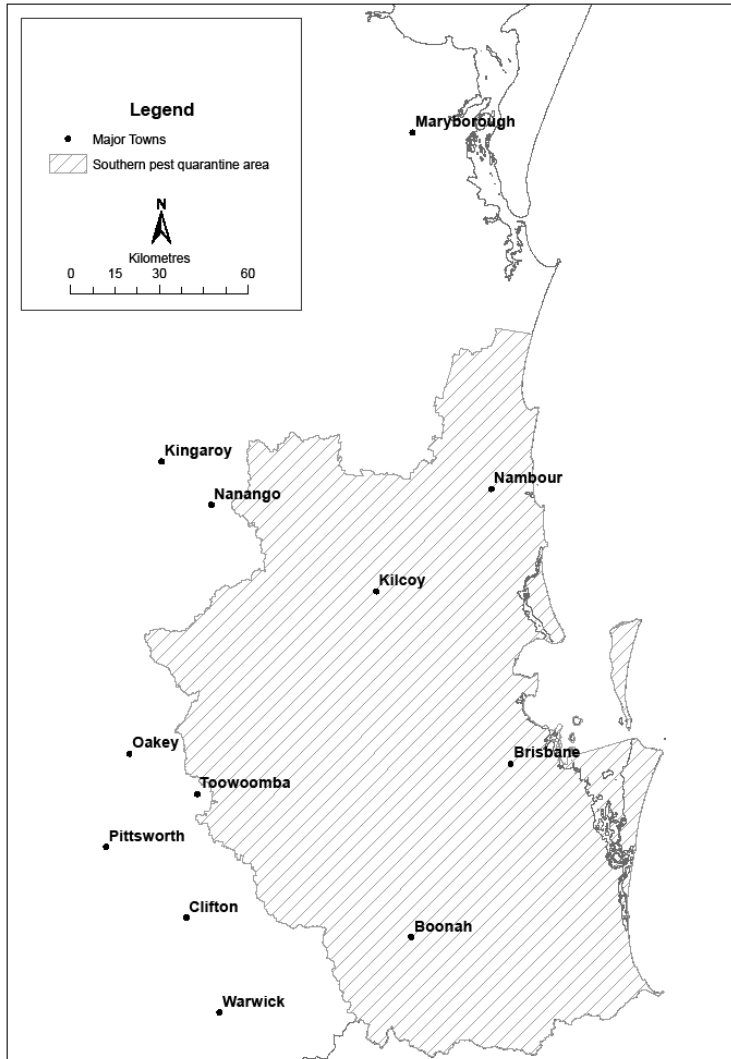 Legend
Major Towns
Southern pest quarantine area
N
Kilometres
0 15 30 60
Maryborough
Kingaroy
Nanango
Nambour
Kilcoy
Oakey
Brisbane
Toowoomba
Pittsworth
Clifton
Boonah
Warwick